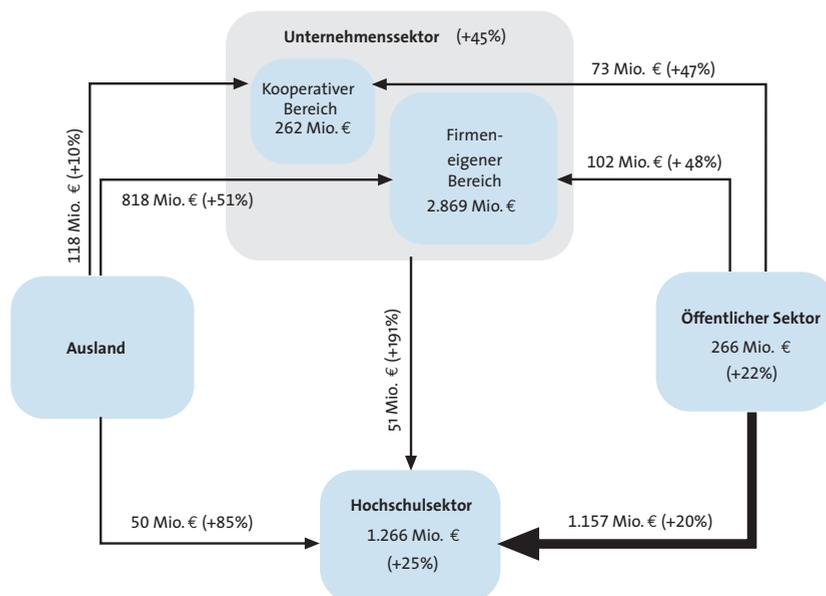 Unternehmenssektor (+45%)
73 Mio. € (+47%)
Kooperativer
Bereich
262 Mio. €
Firmen-
eigener
Bereich
2.869 Mio. €
118 Mio. € (+10%)
818 Mio. € (+51%)
102 Mio. € (+ 48%)
Ausland
Öffentlicher Sektor
266 Mio. €
(+22%)
51 Mio. € (+191%)
Hochschulsektor
1.266 Mio. €
(+25%)
50 Mio. € (+85%)
1.157 Mio. € (+20%)